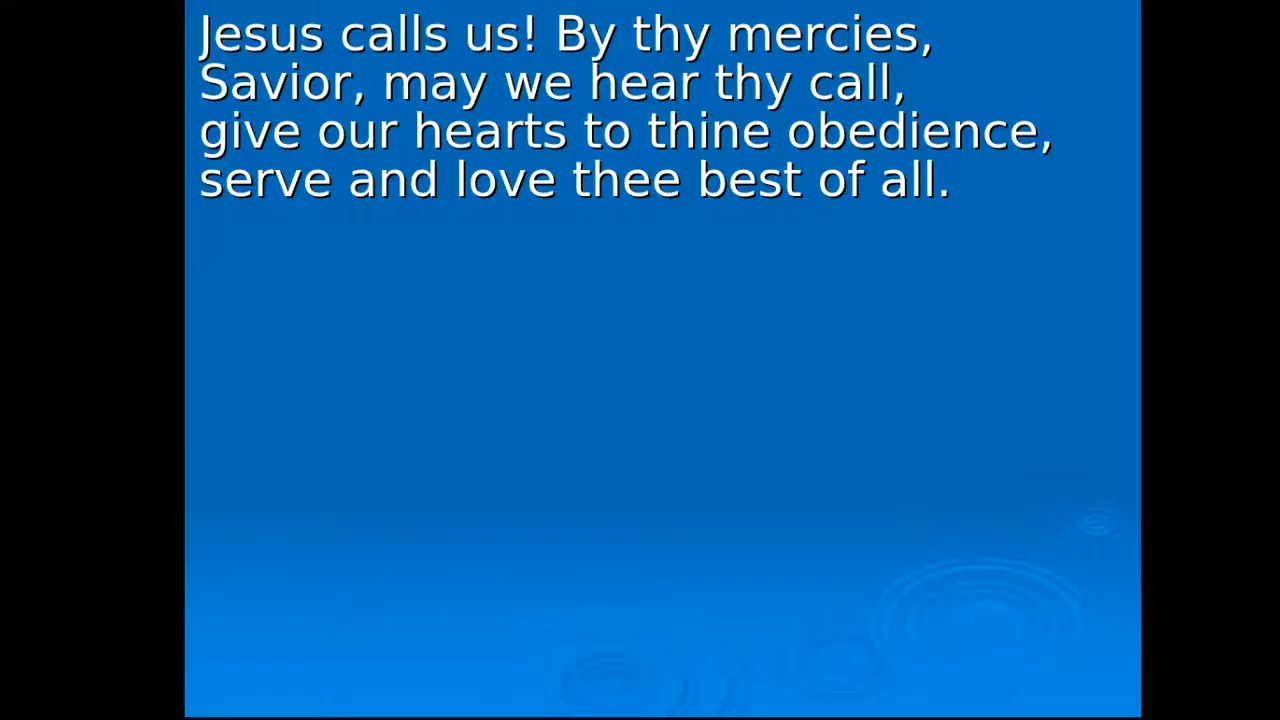 Jesus calls us! By thy mercies,
Savior, may we hear thy call,
give our hearts to thine obedience,
serve and love thee best of all.